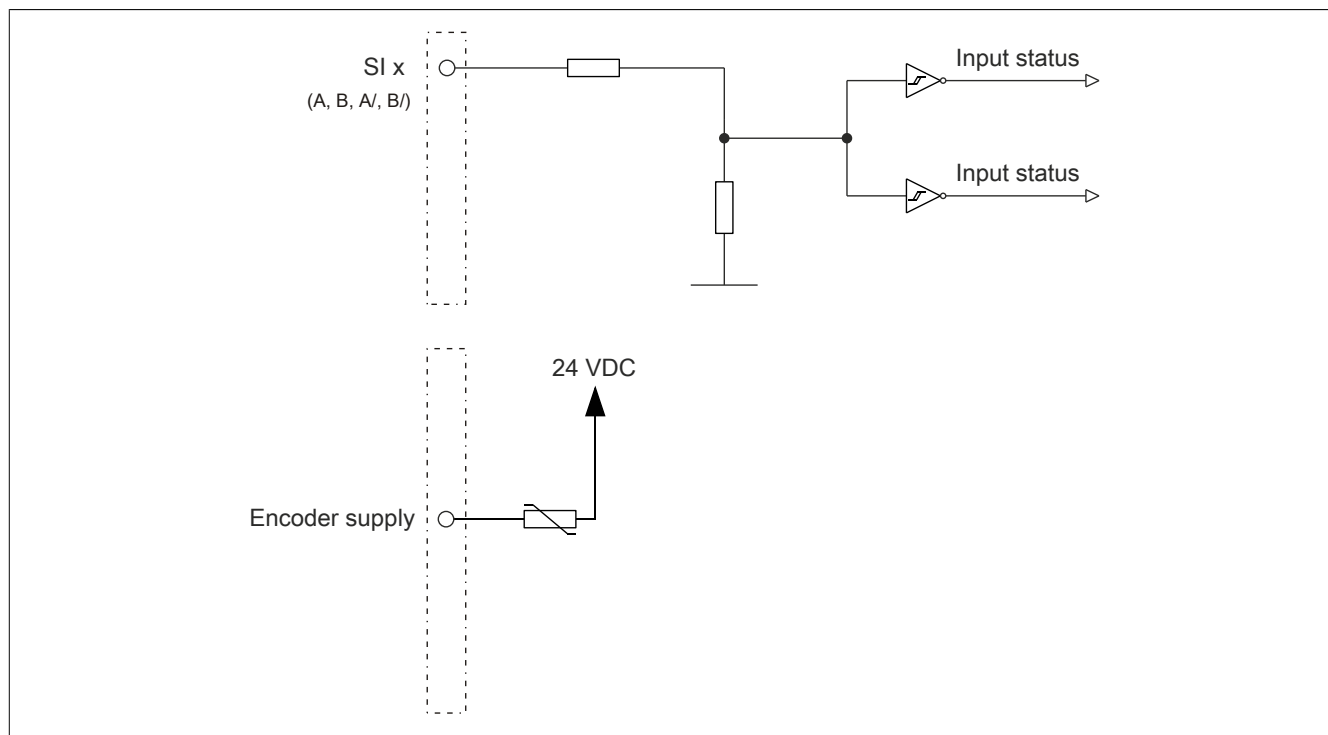 SI x
(A, B, A/, B/)
Input status
Input status
24 VDC
Encoder supply